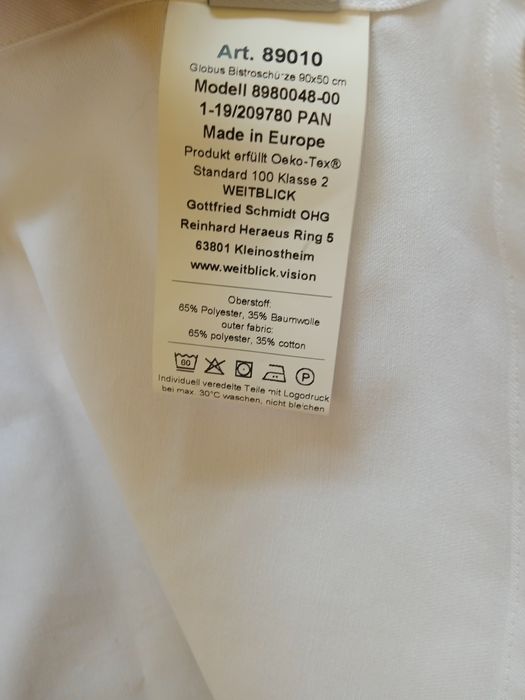 Art. 89010
Globus Bistroschürze 90x50 cm
Modell 8980048-00
1-19/209780 PAN
Made in Europe
Produkt erfüllt Oeko-Tex®
Standard 100 Klasse 2
WEITBLICK
Gottfried Schmidt OHG
Reinhard Heraeus Ring 5
63801 Kleinostheim
www.weitblick.vision
Oberstoff:
65% Polyester, 35% Baumwolle
outer fabric:
65% polyester, 35% cotton
60 P
Individuell veredelte Teile mit Logodruck
bei max. 30°C waschen, nicht bleichen